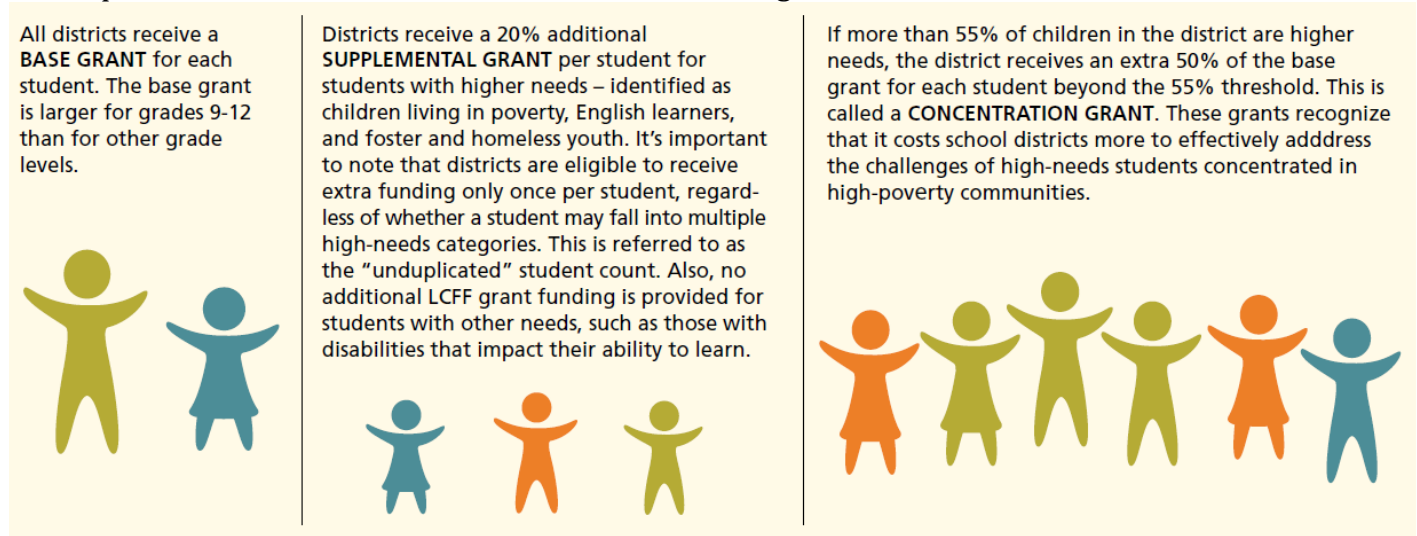 All districts receive a
BASE GRANT for each
student. The base grant
is larger for grades 9-12
than for other grade
levels.
Districts receive a 20% additional
SUPPLEMENTAL GRANT per student for
students with higher needs – identified as
children living in poverty, English learners,
and foster and homeless youth. It’s important
to note that districts are eligible to receive
extra funding only once per student, regard-
less of whether a student may fall into multiple
high-needs categories. This is referred to as
the “unduplicated” student count. Also, no
additional LCFF grant funding is provided for
students with other needs, such as those with
disabilities that impact their ability to learn.
If more than 55% of children in the district are higher
needs, the district receives an extra 50% of the base
grant for each student beyond the 55% threshold. This is
called a CONCENTRATION GRANT. These grants recognize
that it costs school districts more to effectively adddress
the challenges of high-needs students concentrated in
high-poverty communities.